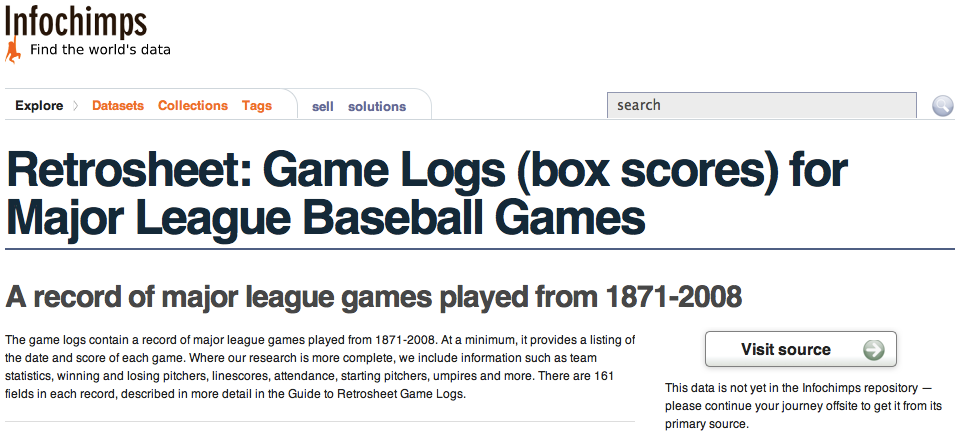 Infochimps
Find the world's data
Explore Datasets Collections Tags sell solutions search
Retrosheet: Game Logs (box scores) for
Major League Baseball Games
A record of major league games played from 1871-2008
The game logs contain a record of major league games played from 1871-2008. At a minimum, it provides a listing of
the date and score of each game. Where our research is more complete, we include information such as team
statistics, winning and losing pitchers, linescores, attendance, starting pitchers, umpires and more. There are 161
fields in each record, described in more detail in the Guide to Retrosheet Game Logs.
Visit source
This data is not yet in the Infochimps repository —
please continue your journey offsite to get it from its
primary source.